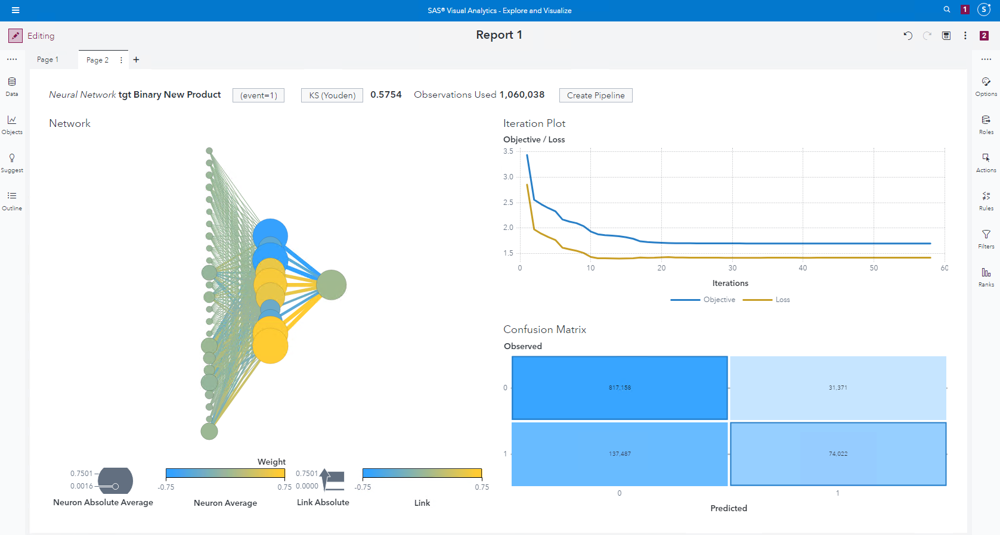 SAS® Visual Analytics - Explore and Visualize
1
S
Editing
Report 1
2
Page 1
Page 2
Data
Objects
Suggest
Outline
Options
Roles
Actions
Rules
Filters
Ranks
Neural Network tgt Binary New Product (event=1) KS (Youden) 0.5754 Observations Used 1,060,038 Create Pipeline
Network
Weight
0.7501
0.0016
Neuron Absolute Average
-0.75 0.75
Neuron Average
0.7501
0.0000
Link Absolute
-0.75 0.75
Link
Iteration Plot
Objective / Loss
3.5
3.0
2.5
2.0
1.5
0 10 20 30 40 50 60
Iterations
Objective Loss
Confusion Matrix
Observed
0 817,158 31,371
1 137,487 74,022
0 1
Predicted